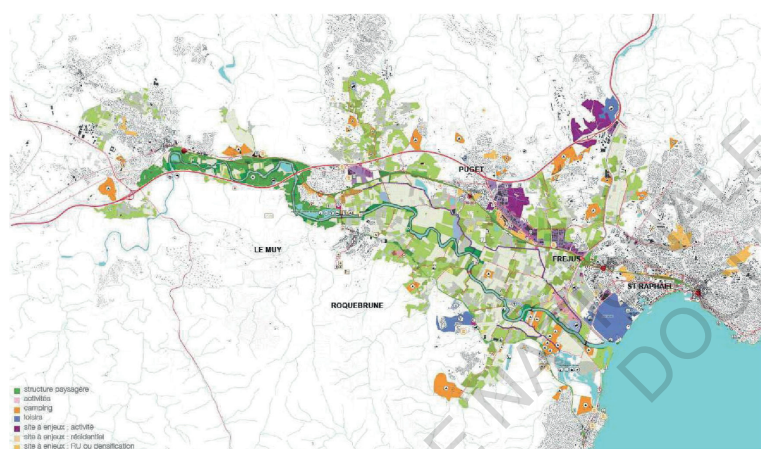 PUGET
LE MUY
FREJUS
ST RAPHAEL
ROQUEBRUNE
structure paysagère
activités
camping
loisirs
site à enjeux : activité
site à enjeux : résidentiel
site à enjeux : RU ou densification